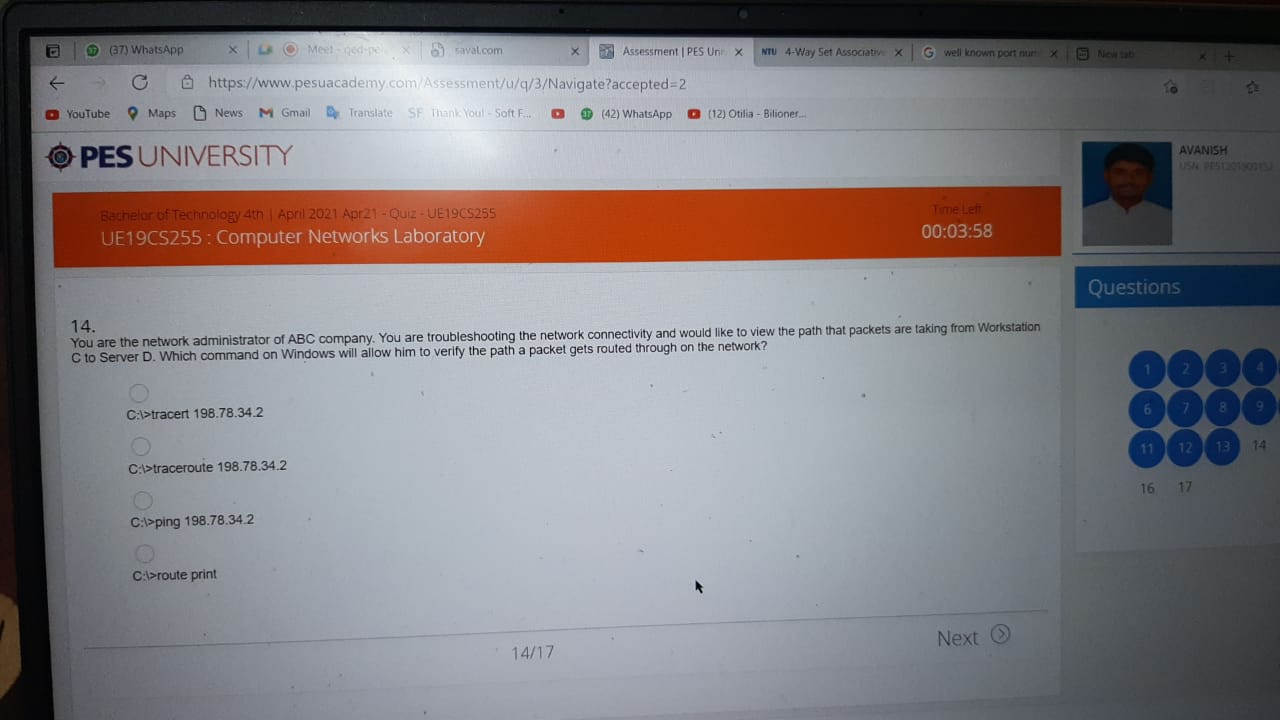 (37) WhatsApp
saval.com
Assessment | PES Uni
NTU 4-Way Set Associative
well known port num
New tab
https://www.pesuacademy.com/Assessment/u/q/3/Navigate?accepted=2
YouTube Maps News Gmail Translate SF Thank You! - Soft F... (42) WhatsApp (12) Otilia - Bilioner...
PES UNIVERSITY
AVANISH
Bachelor of Technology 4th | April 2021 Apr21 - Quiz - UE19CS255
UE19CS255 : Computer Networks Laboratory
Time Left
00:03:58
Questions
14.
You are the network administrator of ABC company. You are troubleshooting the network connectivity and would like to view the path that packets are taking from Workstation
C to Server D. Which command on Windows will allow him to verify the path a packet gets routed through on the network?
C:\>tracert 198.78.34.2
C:\>traceroute 198.78.34.2
C:\>ping 198.78.34.2
C:\>route print
1 2 3 4
6 7 8 9
11 12 13 14
16 17
14/17
Next